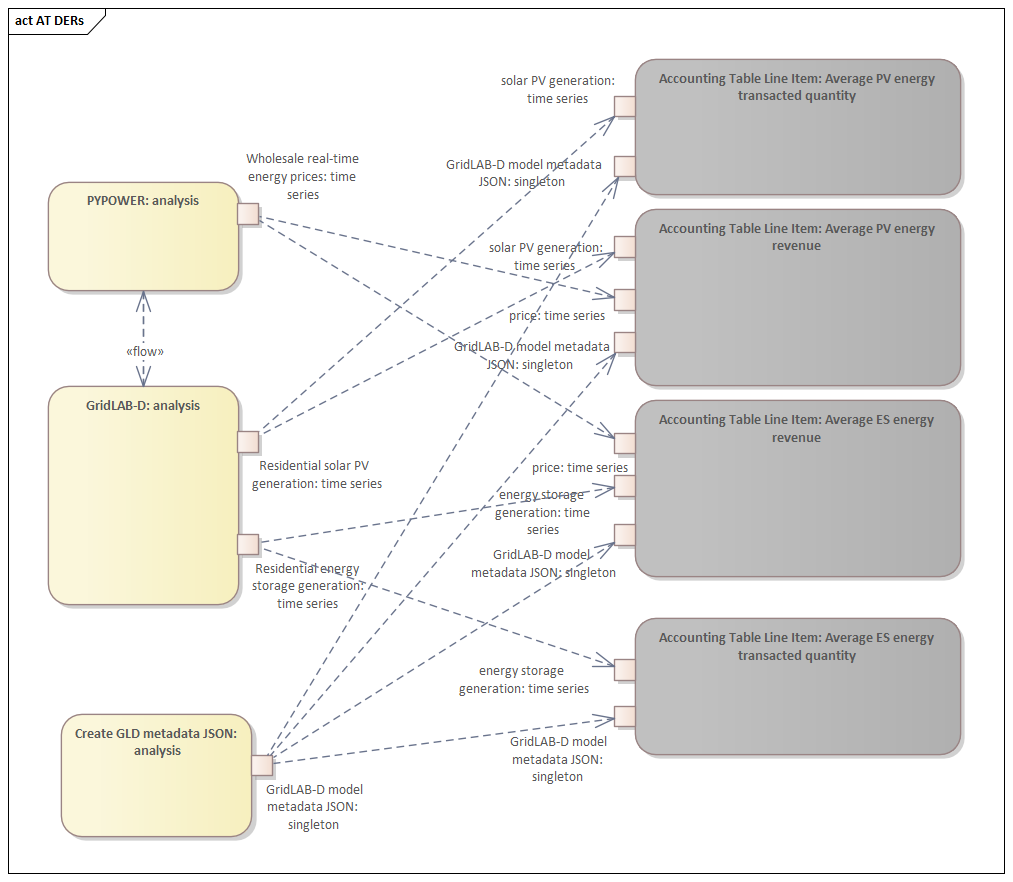 act AT DERs
solar PV generation:
time series
Accounting Table Line Item: Average PV energy
transacted quantity
Wholesale real-time
energy prices: time
series
GridLAB-D model metadata
JSON: singleton
PYPOWER: analysis
Accounting Table Line Item: Average PV energy
revenue
solar PV generation:
time series
price: time series
GridLAB-D model metadata
JSON: singleton
«flow»
GridLAB-D: analysis
Accounting Table Line Item: Average ES energy
revenue
Residential solar PV
generation: time series
price: time series
energy storage
generation: time
series
GridLAB-D model
metadata JSON: singleton
Residential energy
storage generation:
time series
Accounting Table Line Item: Average ES energy
transacted quantity
energy storage
generation: time series
Create GLD metadata JSON:
analysis
GridLAB-D model
metadata JSON:
singleton
GridLAB-D model
metadata JSON:
singleton